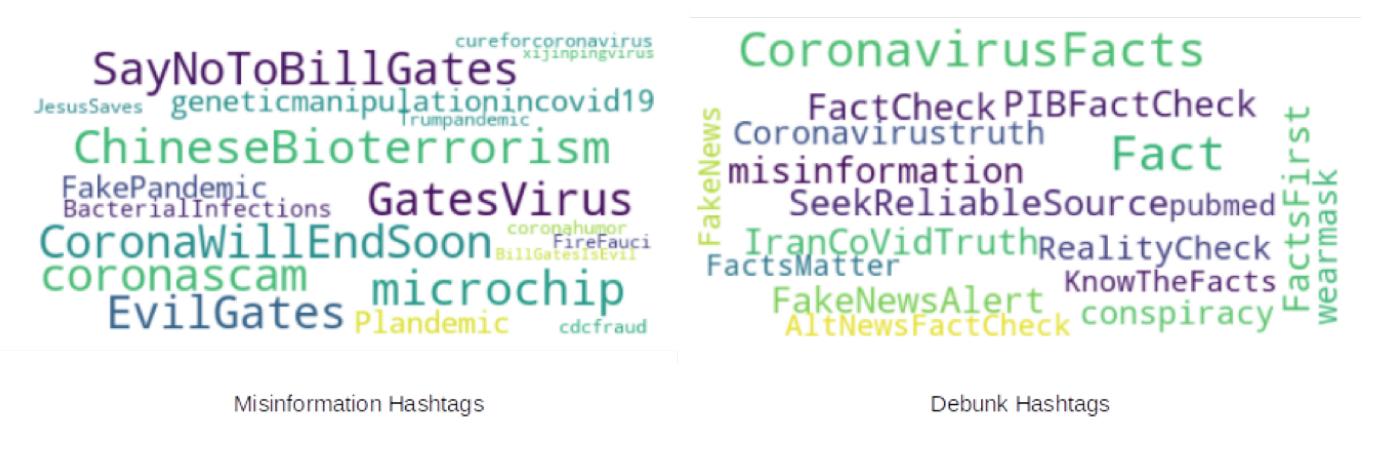 cureforcoronavirus
xijinpingvirus
SayNoToBillGates
JesusSaves
geneticmanipulationincovid19
Trumpandemic
ChineseBioterrorism
FakePandemic
BacterialInfections
GatesVirus
coronahumor
FireFauci
BillGatesIsEvil
CoronaWillEndSoon
coronascam
microchip
EvilGates
Plandemic
cdcfraud
Misinformation Hashtags
CoronavirusFacts
FactCheck
PIBFactCheck
Coronavirustruth
Fact
FakeNews
misinformation
SeekReliableSource
pubmed
FactsFirst
wearmask
IranCoVidTruth
RealityCheck
FactsMatter
KnowTheFacts
FakeNewsAlert
conspiracy
AltNewsFactCheck
Debunk Hashtags